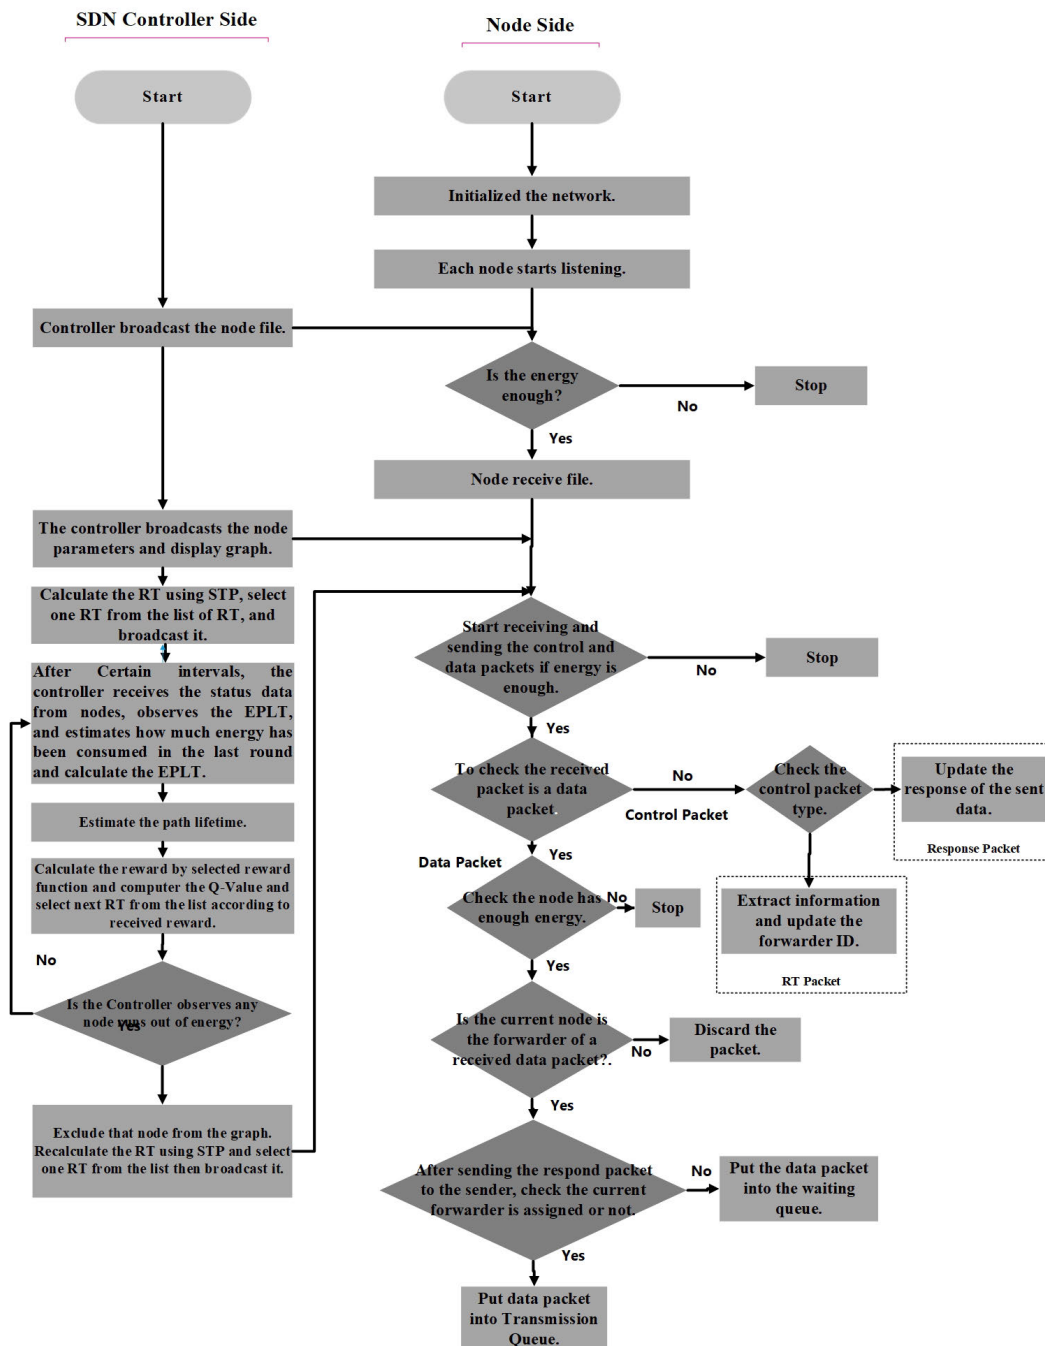 SDN Controller Side
Start
Controller broadcast the node file.
The controller broadcasts the node
parameters and display graph.
Calculate the RT using STP, select
one RT from the list of RT, and
broadcast it.
After Certain intervals, the
controller receives the status data
from nodes, observes the EPLT,
and estimates how much energy has
been consumed in the last round
and calculate the EPLT.
Estimate the path lifetime.
Calculate the reward by selected reward
function and computer the Q-Value and
select next RT from the list according to
received reward.
No
Is the Controller observes any
node runs out of energy?
Yes
Exclude that node from the graph.
Recalculate the RT using STP and select
one RT from the list then broadcast it.
Node Side
Start
Initialized the network.
Each node starts listening.
Is the energy
enough?
No
Stop
Yes
Node receive file.
Start receiving and
sending the control and
data packets if energy is
enough.
No
Stop
Yes
To check the received
packet is a data
packet.
No
Control Packet
Check the
control packet
type.
Update the
response of the sent
data.
Response Packet
Extract information
and update the
forwarder ID.
RT Packet
Data Packet
Yes
Check the node has
enough energy.
No
Stop
Yes
Is the current node is
the forwarder of a
received data packet?.
No
Discard the
packet.
Yes
After sending the respond packet
to the sender, check the current
forwarder is assigned or not.
No
Put the data packet
into the waiting
queue.
Yes
Put data packet
into Transmission
Queue.